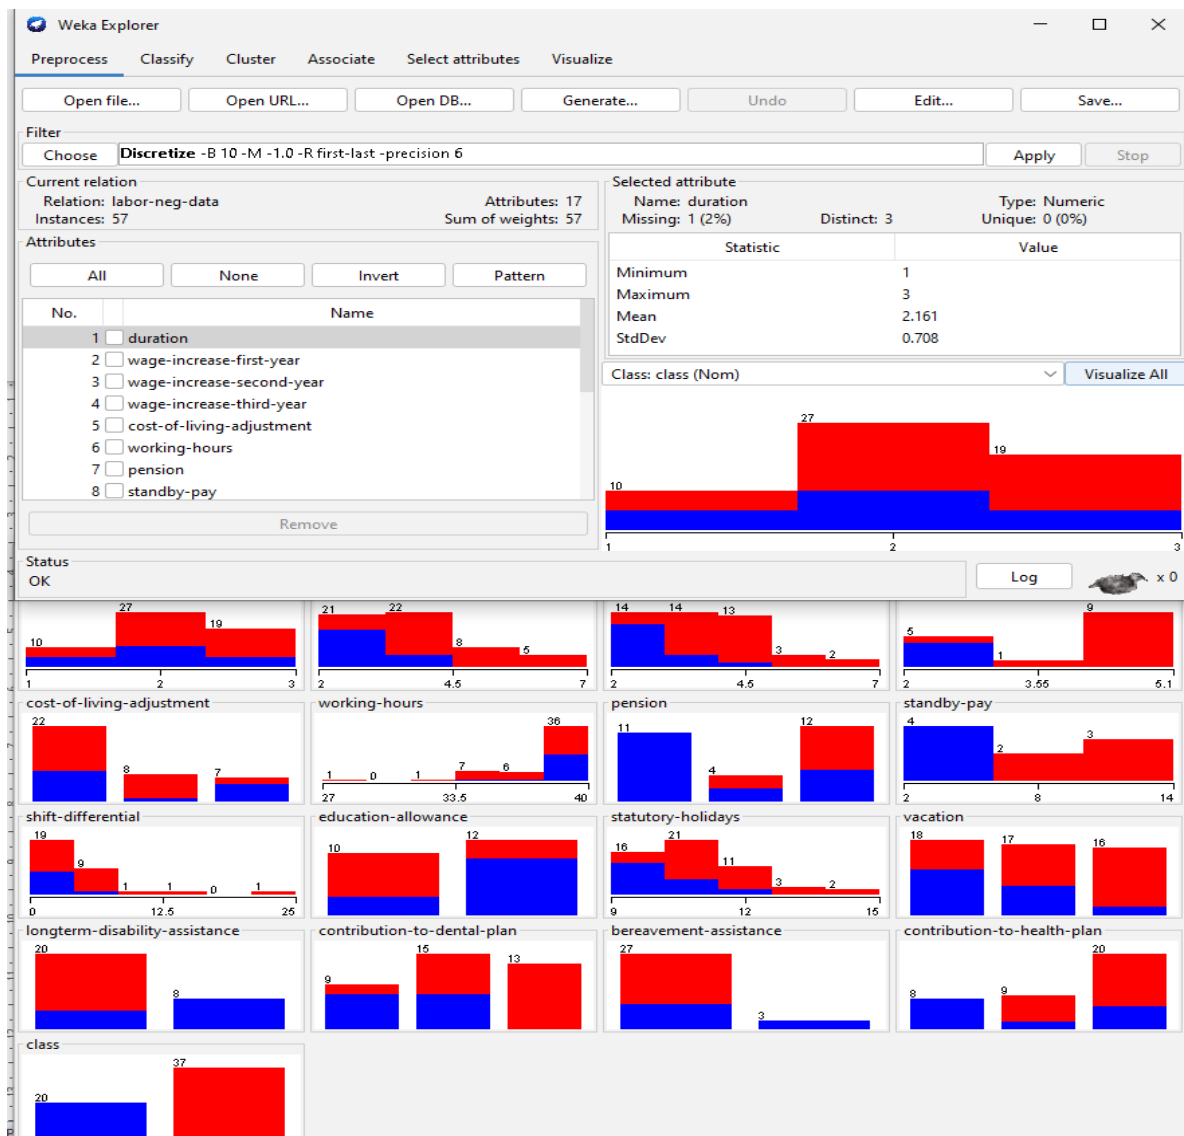 Weka Explorer
Preprocess Classify Cluster Associate Select attributes Visualize
Open file... Open URL... Open DB... Generate... Undo Edit... Save...
Filter
Choose Discretize -B 10 -M -1.0 -R first-last -precision 6 Apply Stop
Current relation
Relation: labor-neg-data Attributes: 17
Instances: 57 Sum of weights: 57
Attributes
All None Invert Pattern
No. Name
1 duration
2 wage-increase-first-year
3 wage-increase-second-year
4 wage-increase-third-year
5 cost-of-living-adjustment
6 working-hours
7 pension
8 standby-pay
Remove
Selected attribute
Name: duration Type: Numeric
Missing: 1 (2%) Distinct: 3 Unique: 0 (0%)
Statistic Value
Minimum 1
Maximum 3
Mean 2.161
StdDev 0.708
Class: class (Nom) Visualize All
10 27 19
1 2 3
Status
OK
Log x 0
10 27 19
1 2 3
21 22 8 5
2 4.5 7
14 14 13 3 2
2 4.5 7
5 1 9
2 3.55 5.1
cost-of-living-adjustment
22 8 7
working-hours
1 0 1 7 6 36
27 33.5 40
pension
11 4 12
standby-pay
4 2 3
2 8 14
shift-differential
19 9 1 1 0 1
0 12.5 25
education-allowance
10 12
statutory-holidays
16 21 11 3 2
9 12 15
vacation
18 17 16
longterm-disability-assistance
20 8
contribution-to-dental-plan
9 15 13
bereavement-assistance
27 3
contribution-to-health-plan
8 9 20
class
20 37